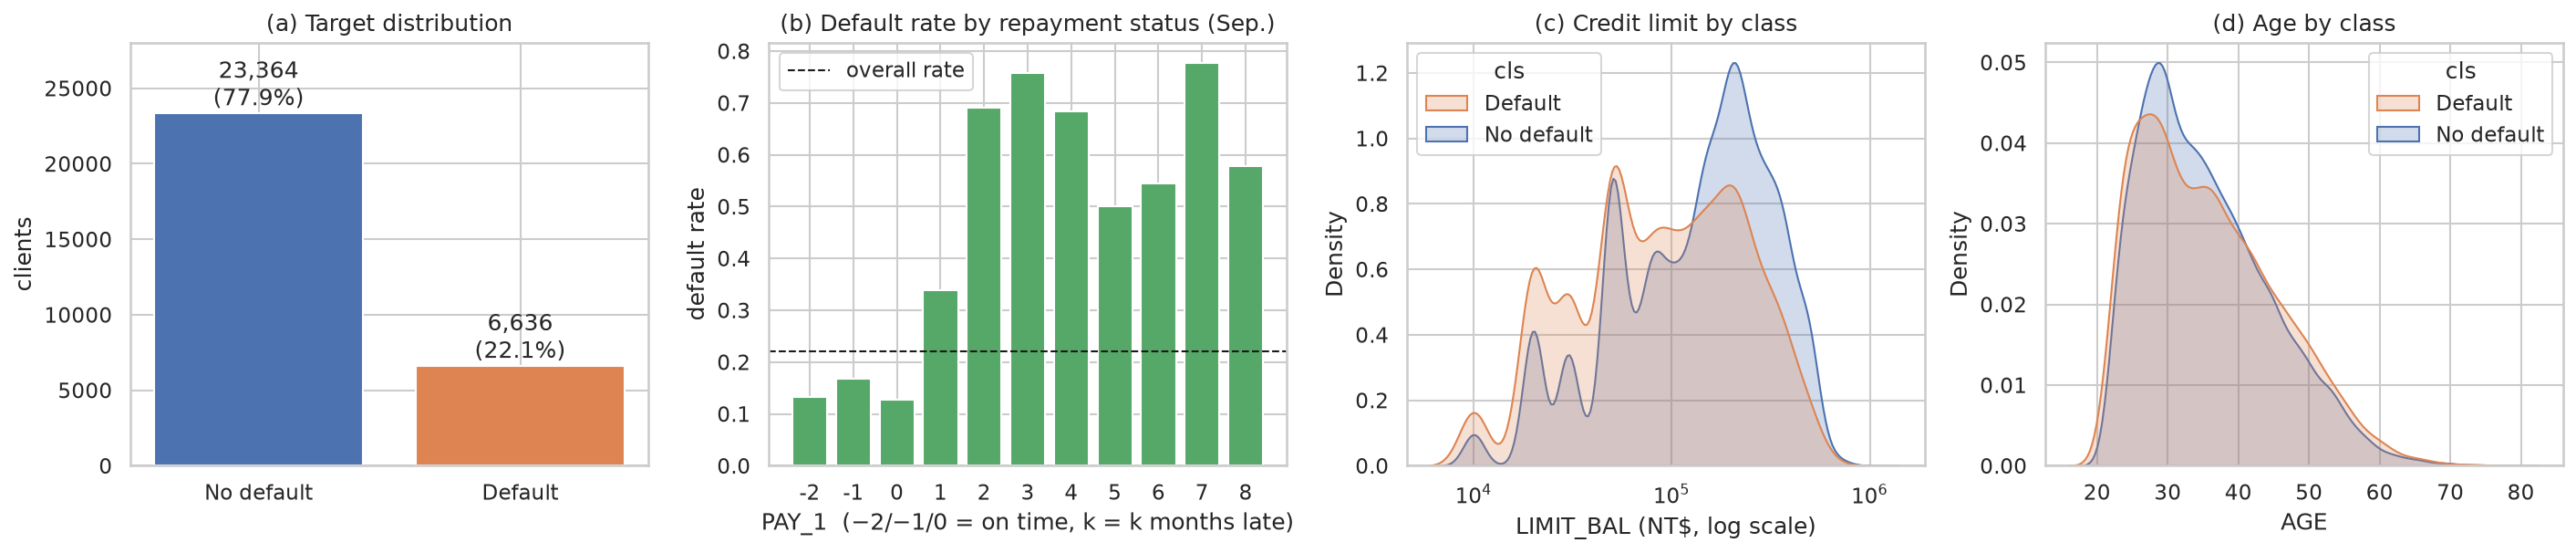 (a) Target distribution
clients
25000
20000
15000
10000
5000
0
23,364
(77.9%)
6,636
(22.1%)
No default
Default
(b) Default rate by repayment status (Sep.)
default rate
0.8
0.7
0.6
0.5
0.4
0.3
0.2
0.1
0.0
overall rate
-2 -1 0 1 2 3 4 5 6 7 8
PAY_1 (−2/−1/0 = on time, k = k months late)
(c) Credit limit by class
Density
1.2
1.0
0.8
0.6
0.4
0.2
0.0
cls
Default
No default
10⁴ 10⁵ 10⁶
LIMIT_BAL (NT$, log scale)
(d) Age by class
Density
0.05
0.04
0.03
0.02
0.01
0.00
cls
Default
No default
20 30 40 50 60 70 80
AGE